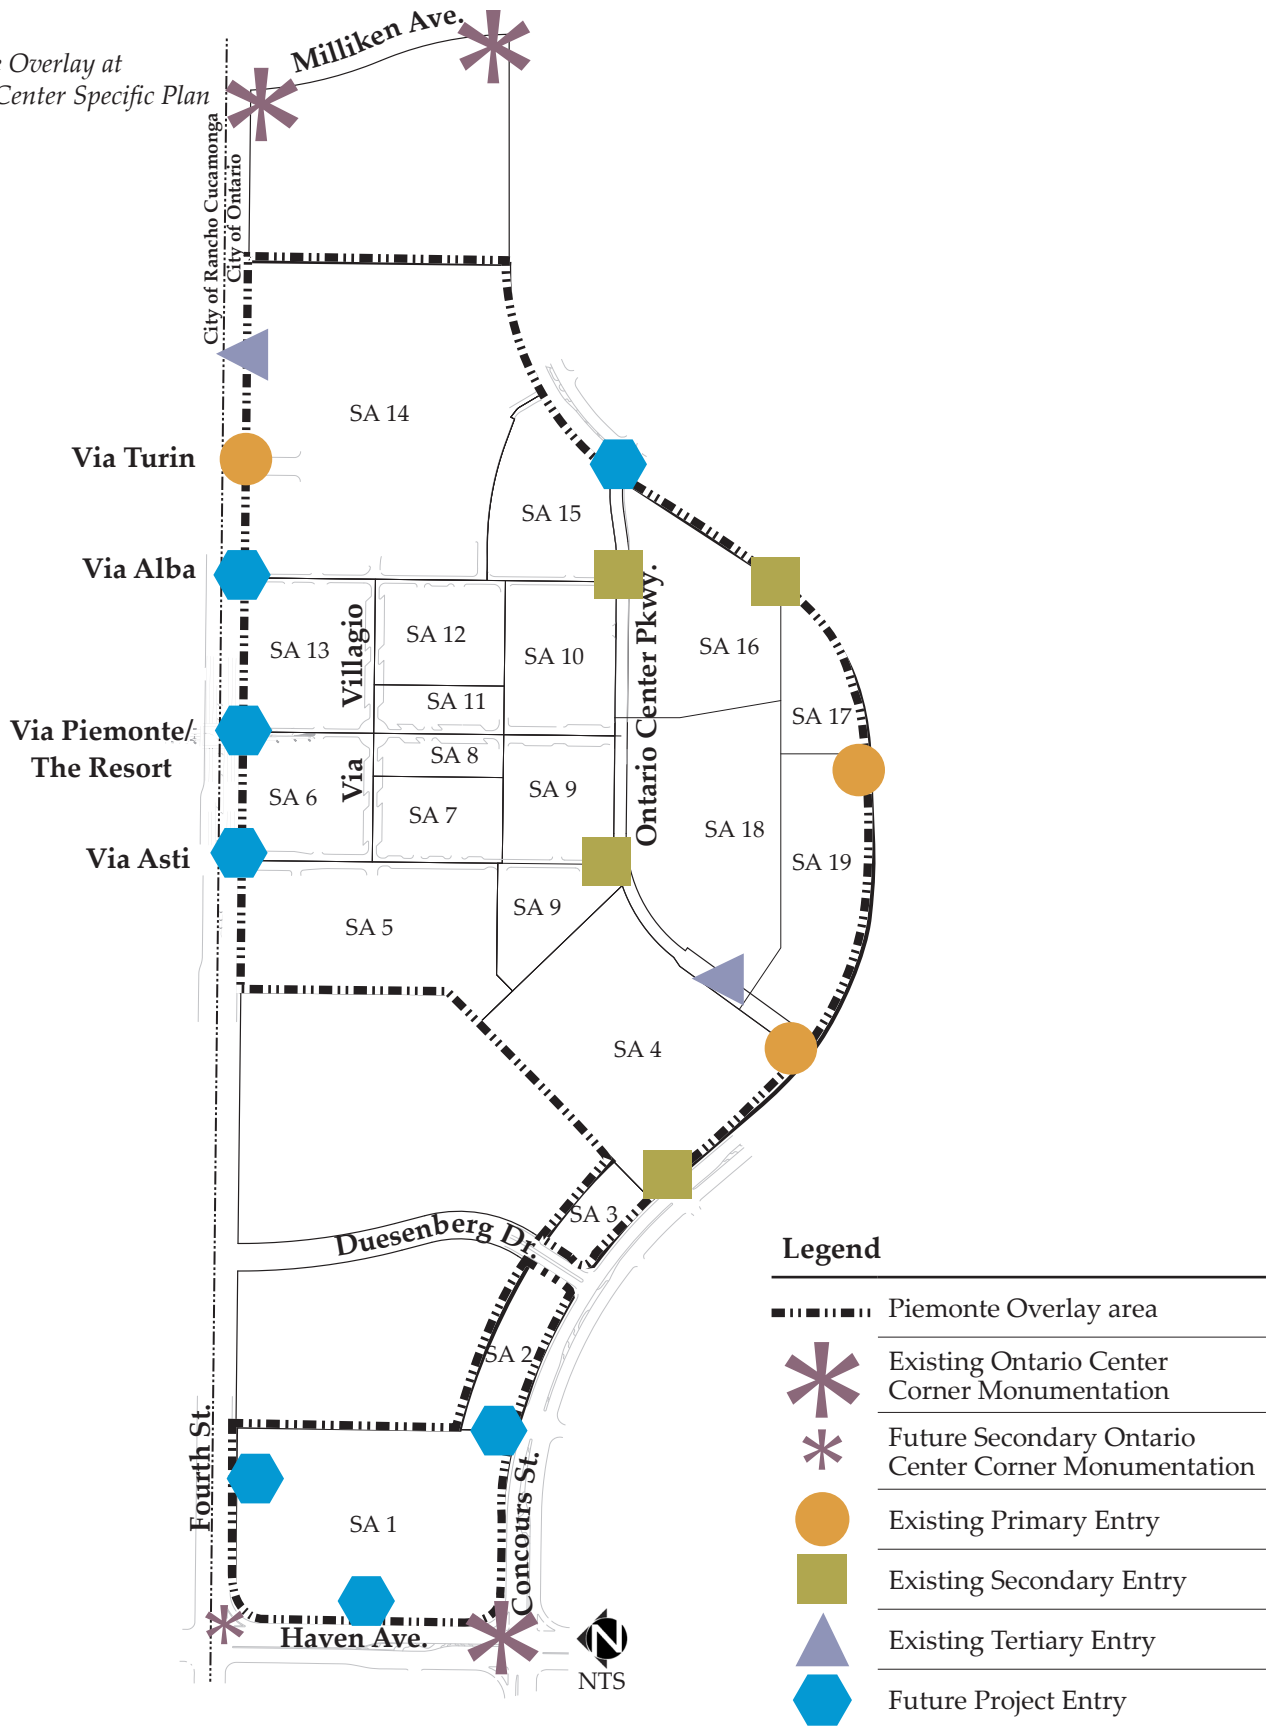 Overlay at
Center Specific Plan
Milliken Ave.
City of Rancho Cucamonga
City of Ontario
SA 14
Via Turin
SA 15
Via Alba
SA 13
Via Villagio
SA 12
SA 10
Ontario Center Pkwy.
SA 16
SA 11
SA 17
Via Piemonte/
The Resort
SA 8
SA 6
SA 9
SA 7
SA 18
Via Asti
SA 19
SA 9
SA 5
SA 4
SA 3
Duesenberg Dr.
SA 2
Fourth St.
Concours St.
SA 1
Haven Ave.
N
NTS
Legend
Piemonte Overlay area
Existing Ontario Center
Corner Monumentation
Future Secondary Ontario
Center Corner Monumentation
Existing Primary Entry
Existing Secondary Entry
Existing Tertiary Entry
Future Project Entry